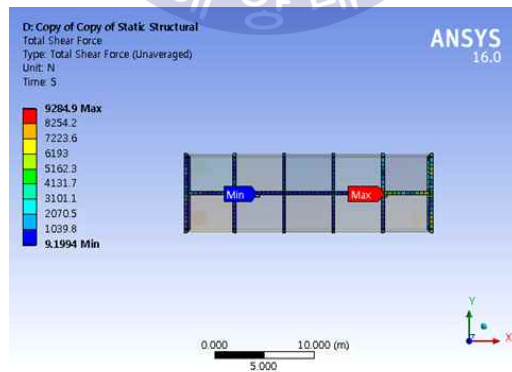 D: Copy of Copy of Static Structural
Total Shear Force
Type: Total Shear Force (Unaveraged)
Unit: N
Time: 5
ANSYS
16.0
9284.9 Max
8254.2
7223.6
6193
5162.3
4131.7
3101.1
2070.5
1039.8
9.1994 Min
Min
Max
Y
X
0.000
10.000 (m)
5.000